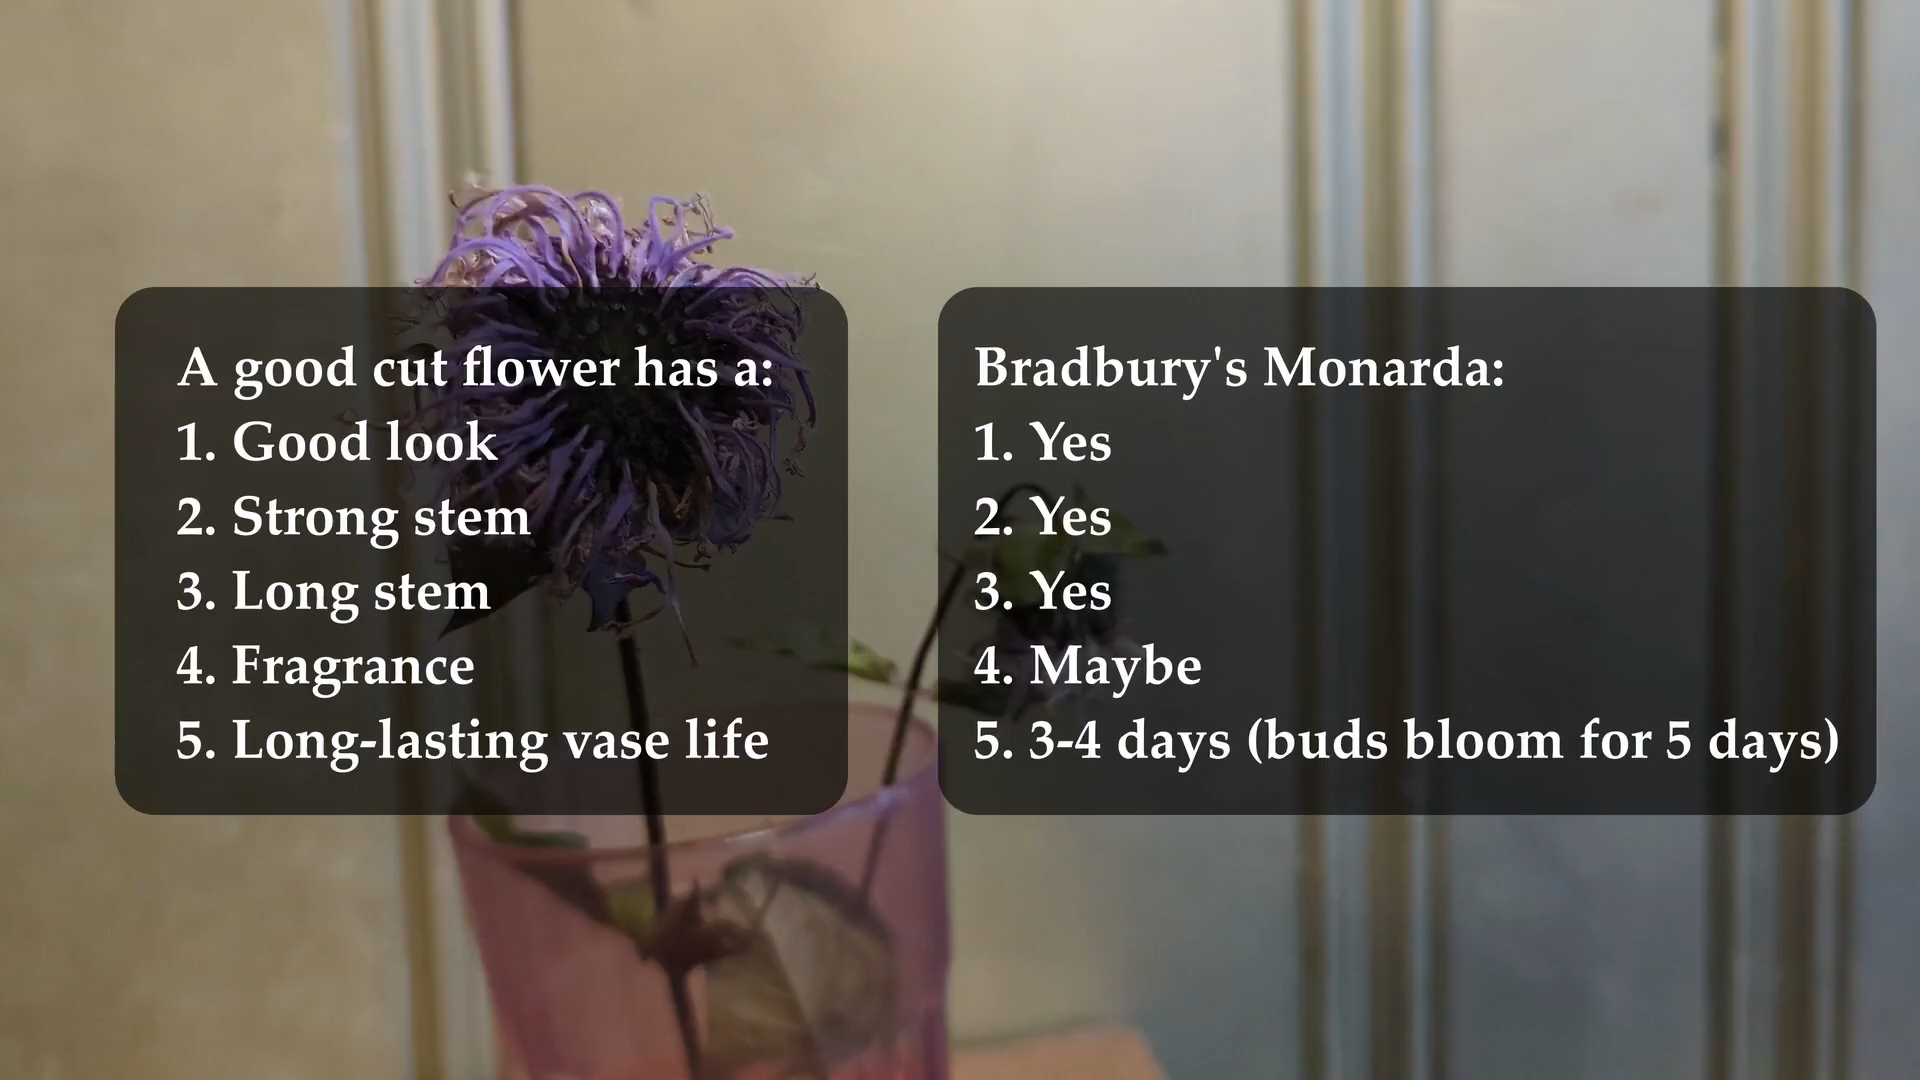 A good cut flower has a:
1. Good look
2. Strong stem
3. Long stem
4. Fragrance
5. Long-lasting vase life
Bradbury's Monarda:
1. Yes
2. Yes
3. Yes
4. Maybe
5. 3-4 days (buds bloom for 5 days)